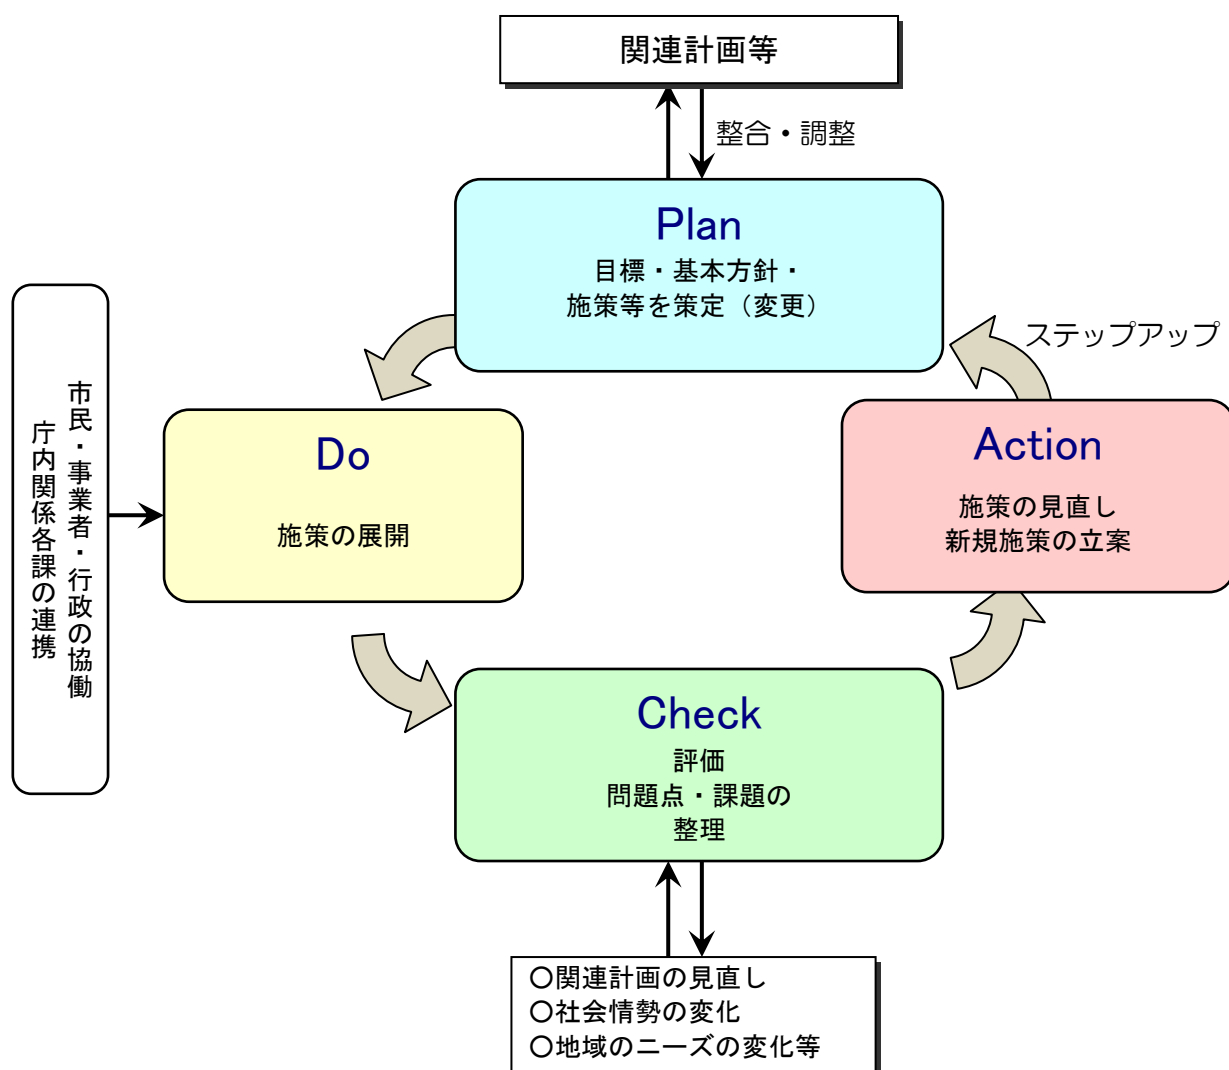 関連計画等
整合・調整
Plan
目標・基本方針・
施策等を策定（変更）
ステップアップ
市民・事業者・行政の協働
庁内関係各課の連携
Do
施策の展開
Action
施策の見直し
新規施策の立案
Check
評価
問題点・課題の
整理
○関連計画の見直し
○社会情勢の変化
○地域のニーズの変化等